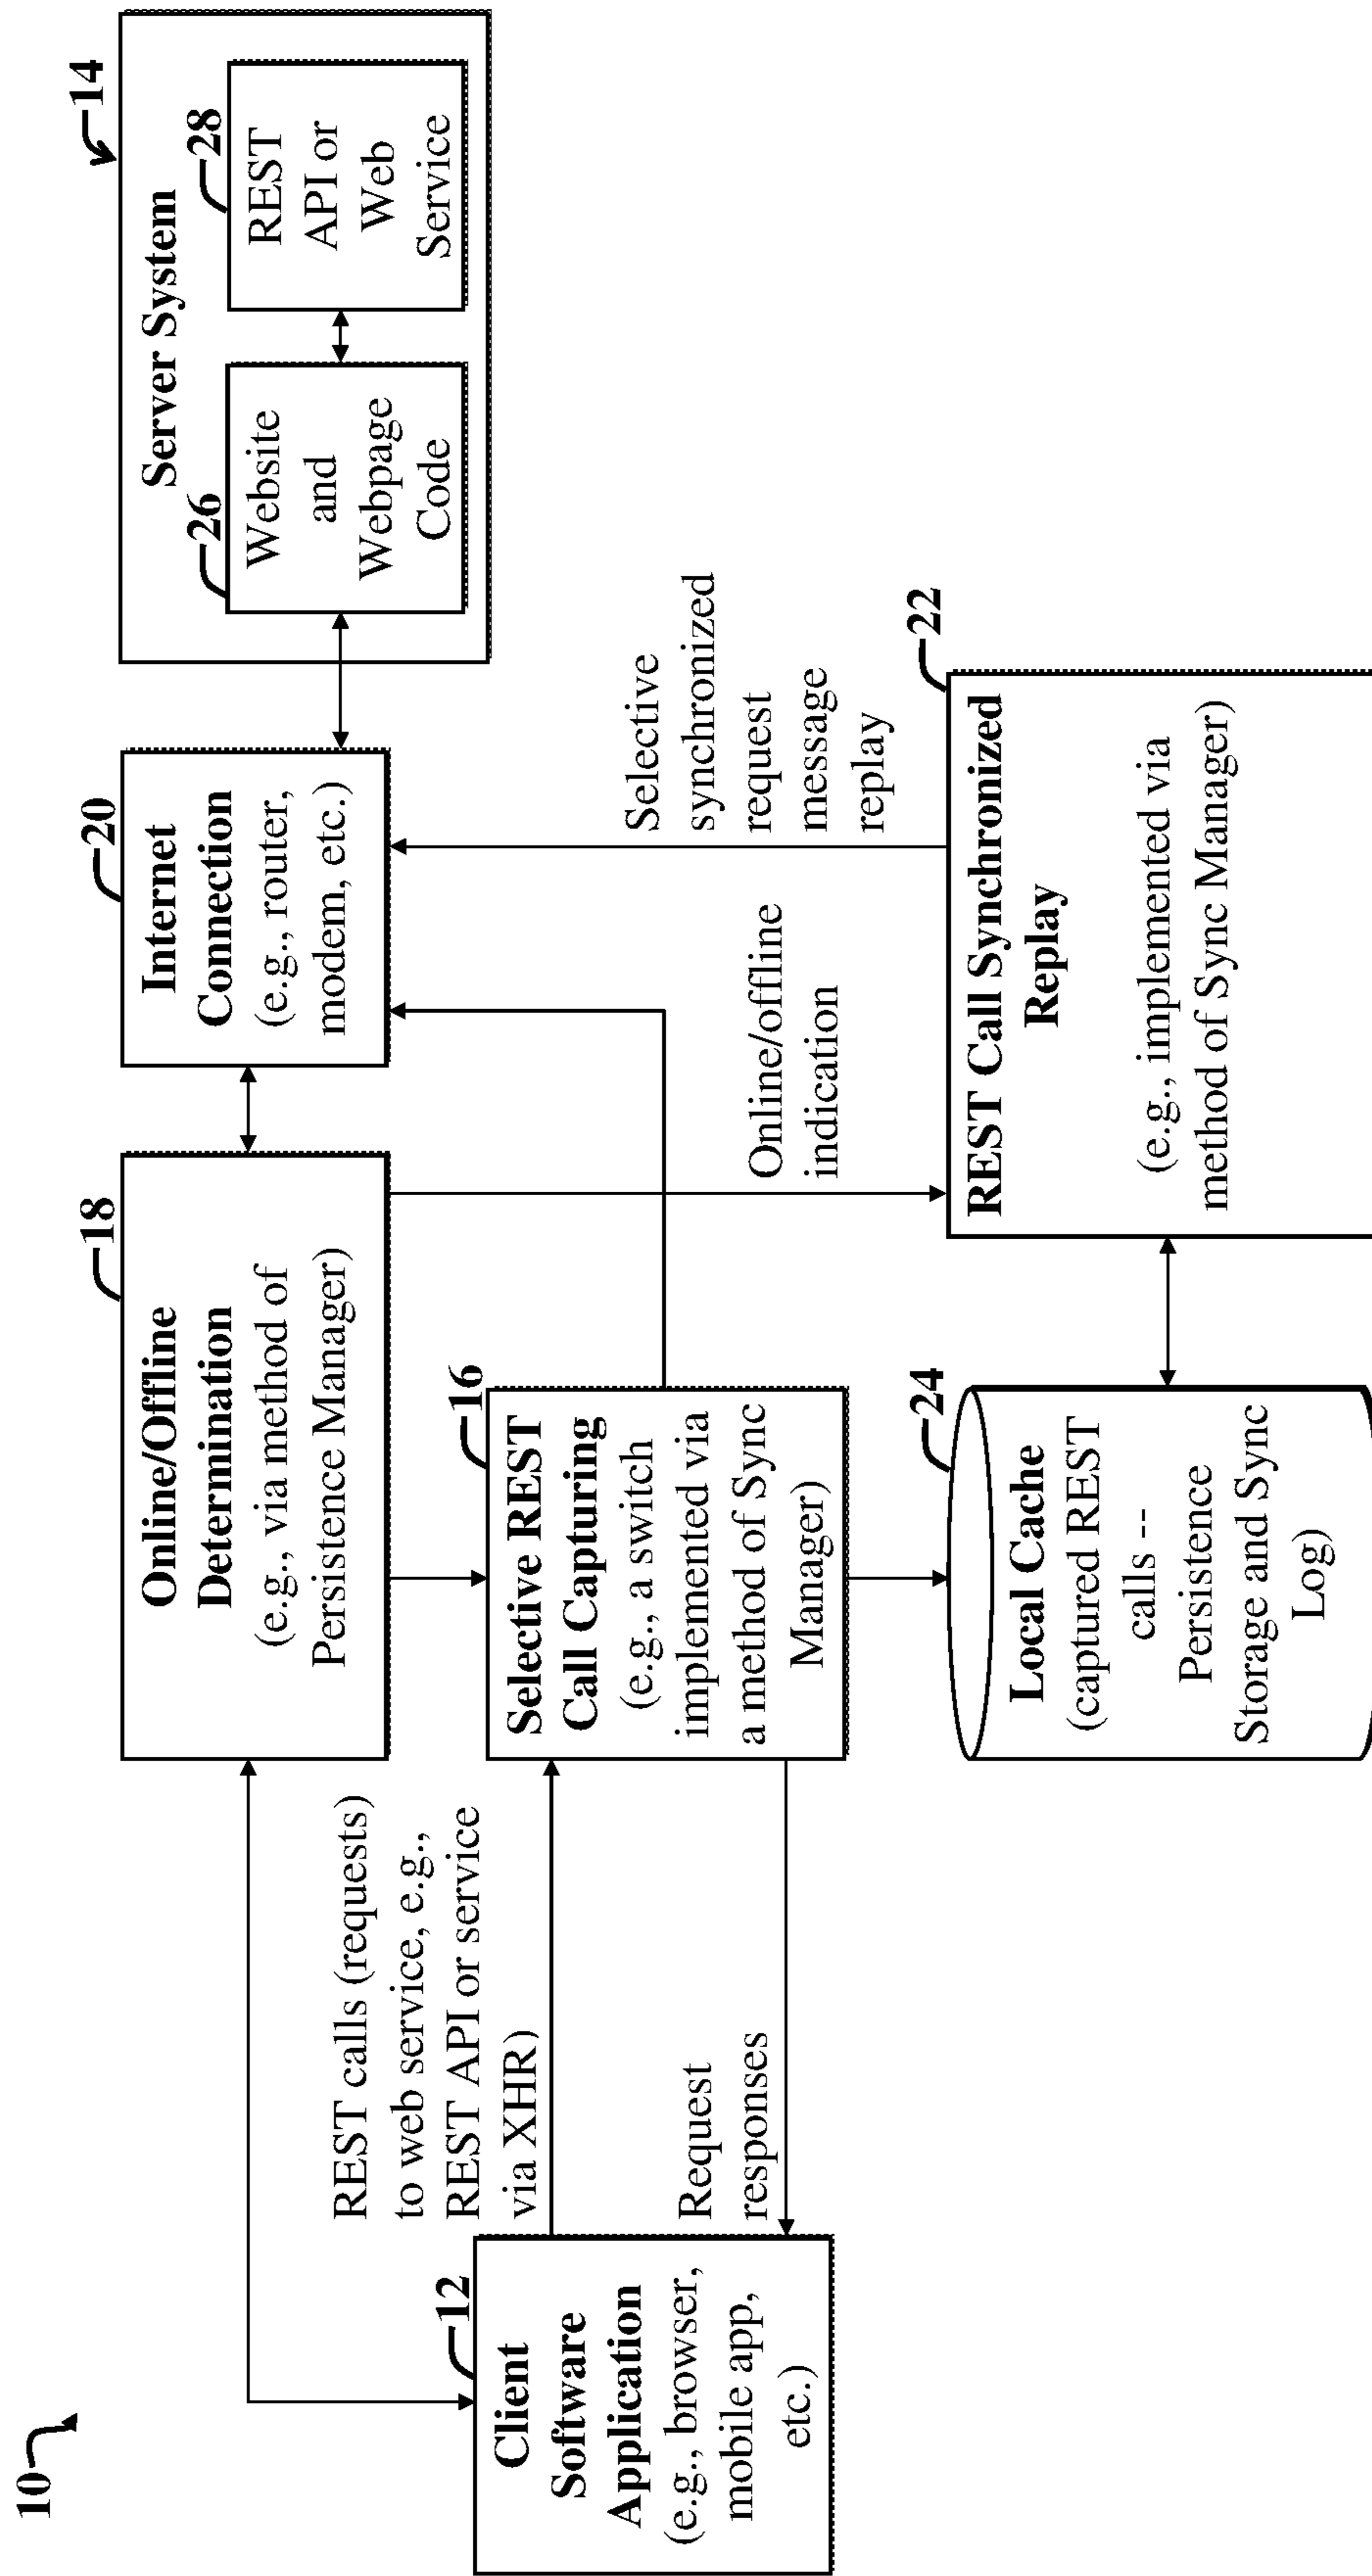 10
12
Client
Software
Application
(e.g., browser,
mobile app,
etc.)
REST calls (requests)
to web service, e.g.,
REST API or service
via XHR)
Request
responses
18
Online/Offline
Determination
(e.g., via method of
Persistence Manager)
16
Selective REST
Call Capturing
(e.g., a switch
implemented via
a method of Sync
Manager)
24
Local Cache
(captured REST
calls --
Persistence
Storage and Sync
Log)
20
Internet
Connection
(e.g., router,
modem, etc.)
Online/offline
indication
Selective
synchronized
request
message
replay
22
REST Call Synchronized
Replay
(e.g., implemented via
method of Sync Manager)
14
Server System
26
Website
and
Webpage
Code
28
REST
API or
Web
Service